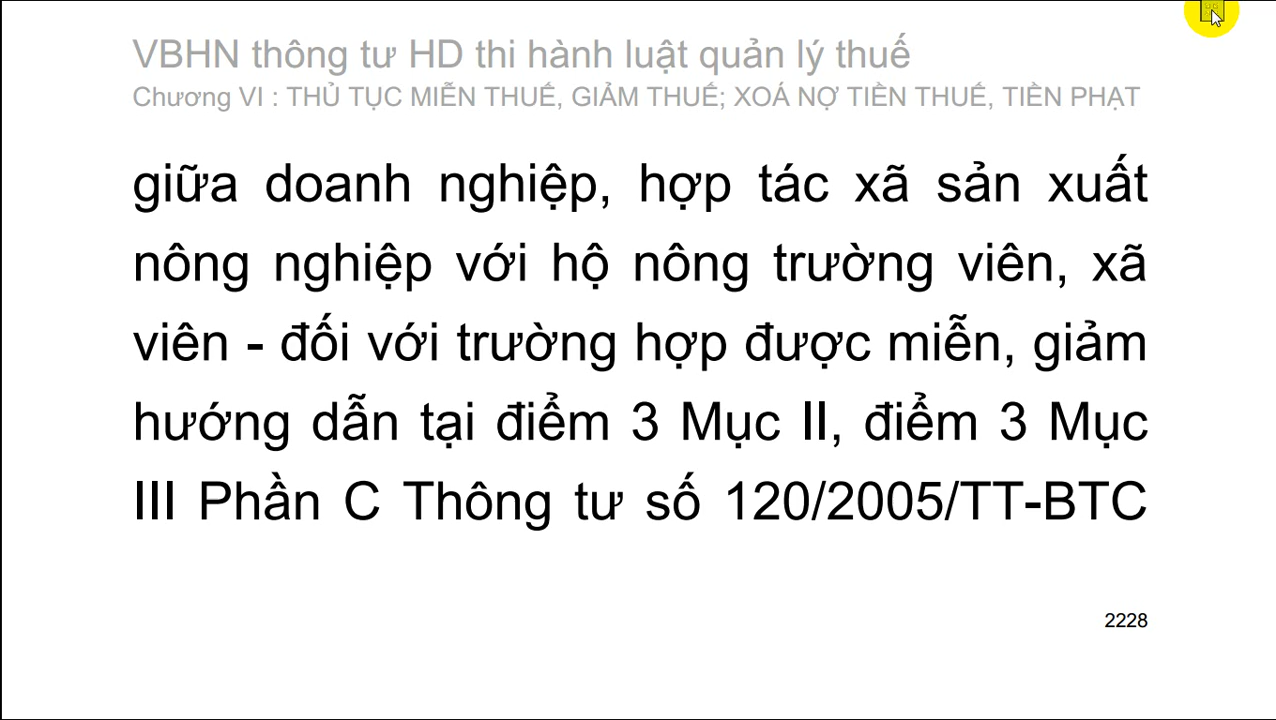 VBHN thông tư HD thi hành luật quản lý thuế
Chương VI : THỦ TỤC MIỄN THUẾ, GIẢM THUẾ; XOÁ NỢ TIỀN THUẾ, TIỀN PHẠT
giữa doanh nghiệp, hợp tác xã sản xuất
nông nghiệp với hộ nông trường viên, xã
viên - đối với trường hợp được miễn, giảm
hướng dẫn tại điểm 3 Mục II, điểm 3 Mục
III Phần C Thông tư số 120/2005/TT-BTC
2228